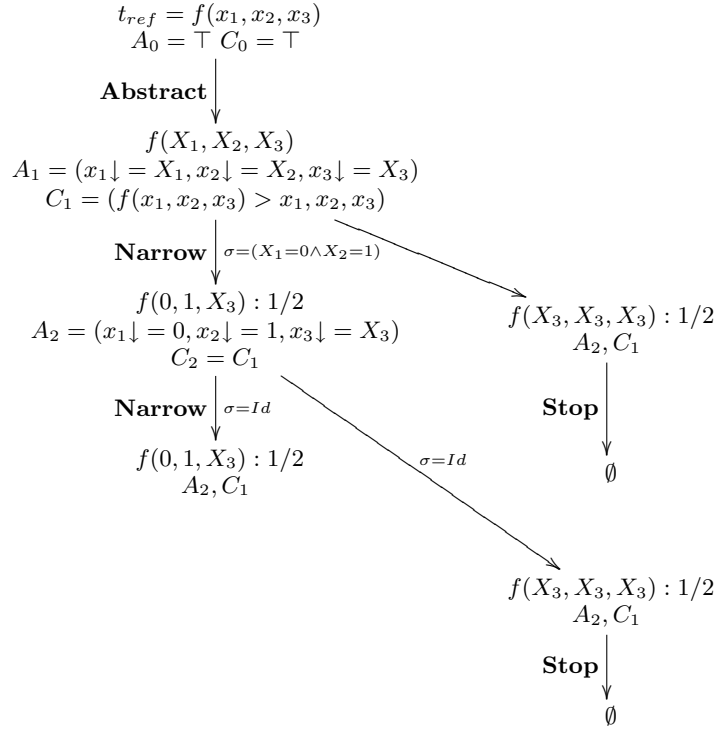 t_{ref} = f(x_1, x_2, x_3)
A_0 = ⊤ C_0 = ⊤
Abstract
f(X_1, X_2, X_3)
A_1 = (x_1↓ = X_1, x_2↓ = X_2, x_3↓ = X_3)
C_1 = (f(x_1, x_2, x_3) > x_1, x_2, x_3)
Narrow σ=(X_1=0∧X_2=1)
f(0, 1, X_3) : 1/2
A_2 = (x_1↓ = 0, x_2↓ = 1, x_3↓ = X_3)
C_2 = C_1
f(X_3, X_3, X_3) : 1/2
A_2, C_1
Narrow σ=Id
Stop
f(0, 1, X_3) : 1/2
A_2, C_1
σ=Id
∅
f(X_3, X_3, X_3) : 1/2
A_2, C_1
Stop
∅